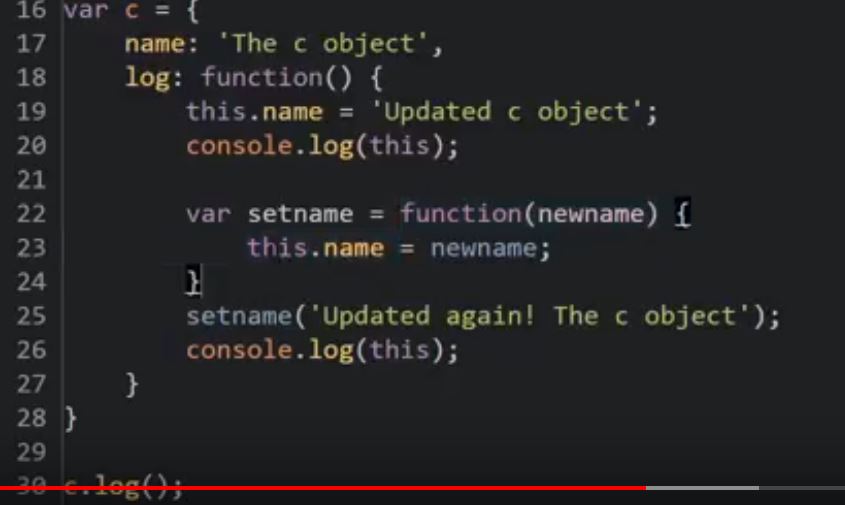 16 var c = {
17     name: 'The c object',
18     log: function() {
19         this.name = 'Updated c object';
20         console.log(this);
21
22         var setname = function(newname) {
23             this.name = newname;
24         }
25         setname('Updated again! The c object');
26         console.log(this);
27     }
28 }
29
30 c.log();